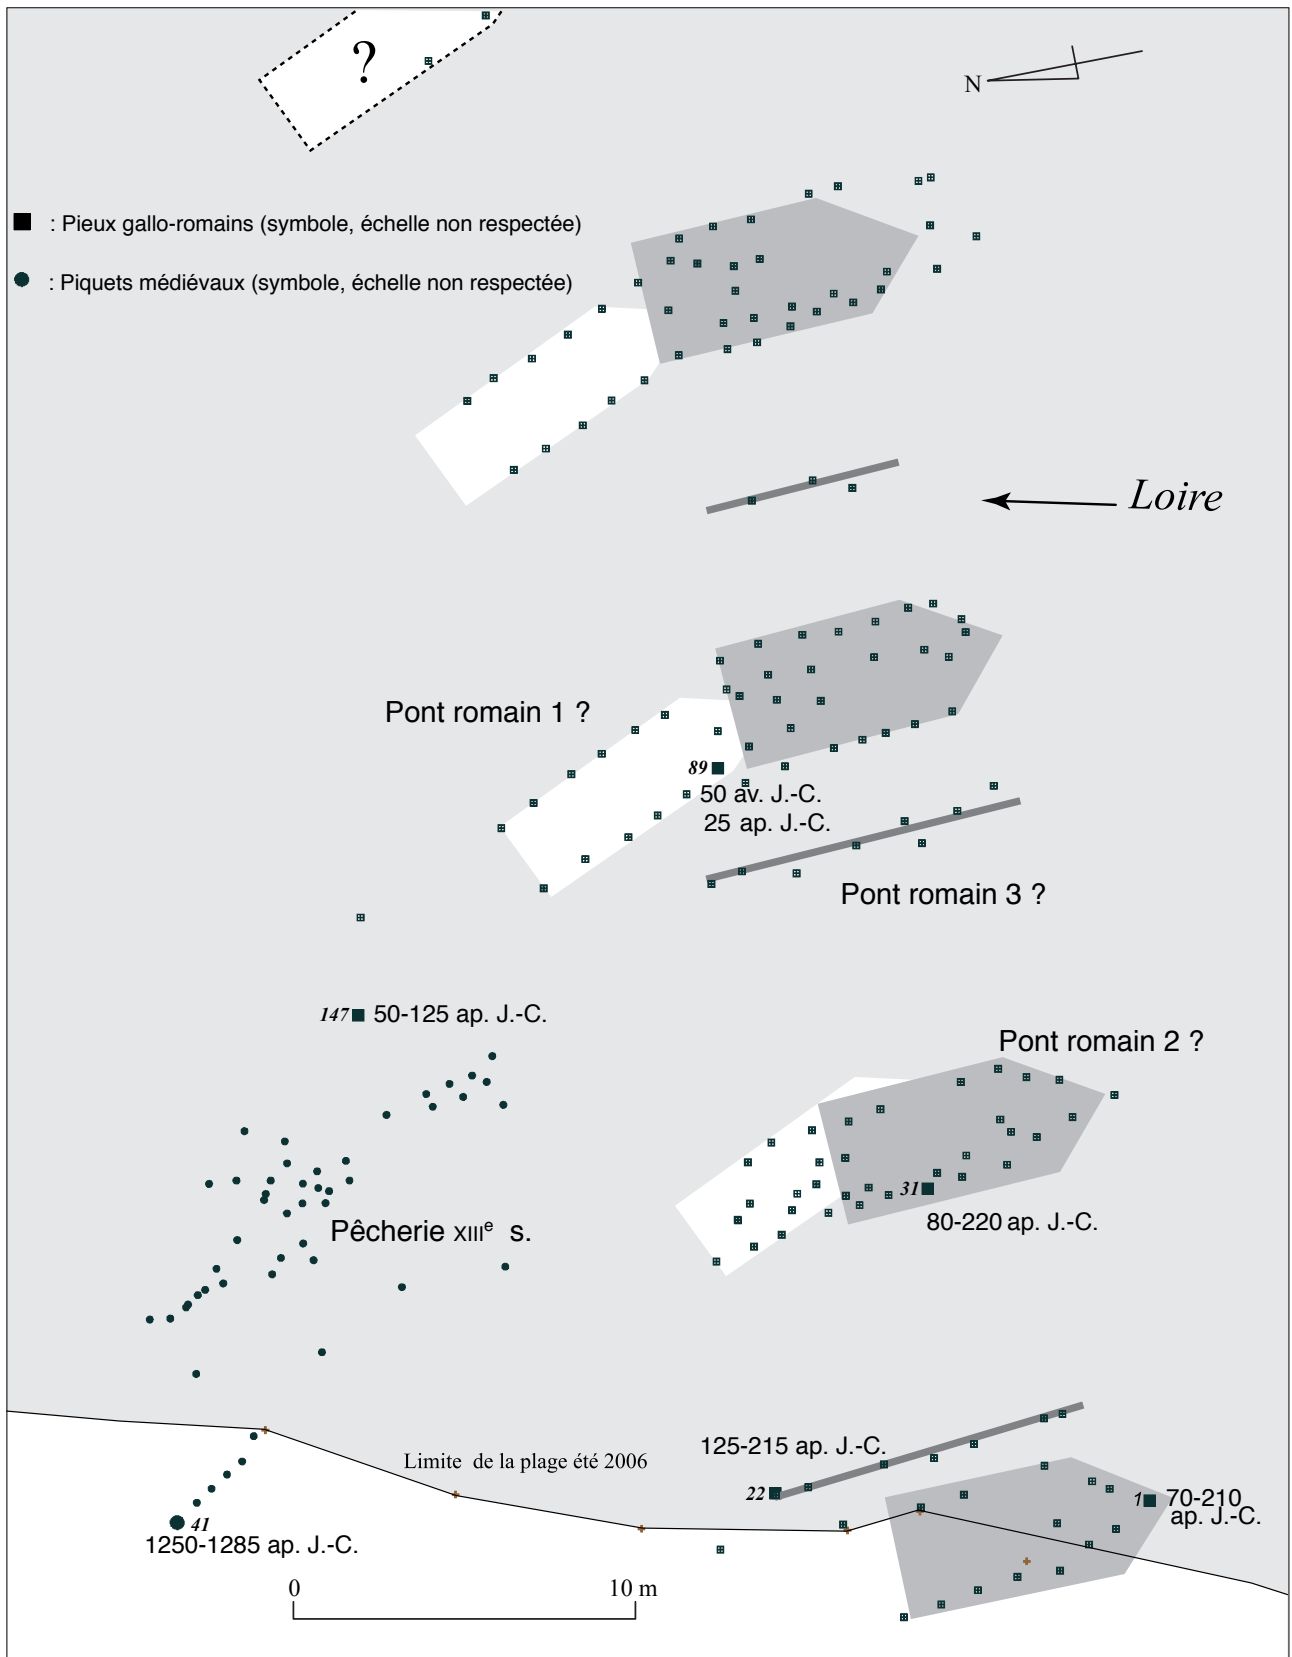 ?
N
: Pieux gallo-romains (symbole, échelle non respectée)
: Piquets médiévaux (symbole, échelle non respectée)
Loire
Pont romain 1 ?
89
50 av. J.-C.
25 ap. J.-C.
Pont romain 3 ?
147 50-125 ap. J.-C.
Pont romain 2 ?
31
80-220 ap. J.-C.
Pêcherie XIIIᵉ s.
125-215 ap. J.-C.
Limite de la plage été 2006
22
1 70-210
ap. J.-C.
41
1250-1285 ap. J.-C.
0 10 m